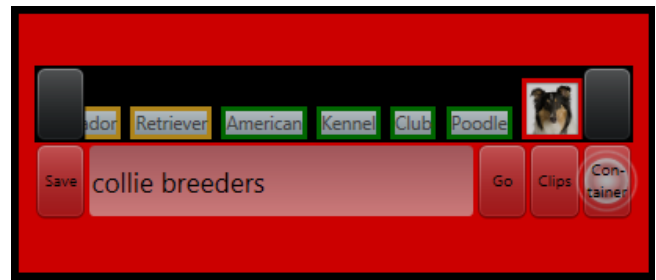 ador Retriever American Kennel Club Poodle
Save collie breeders Go Clips Con-
tainer